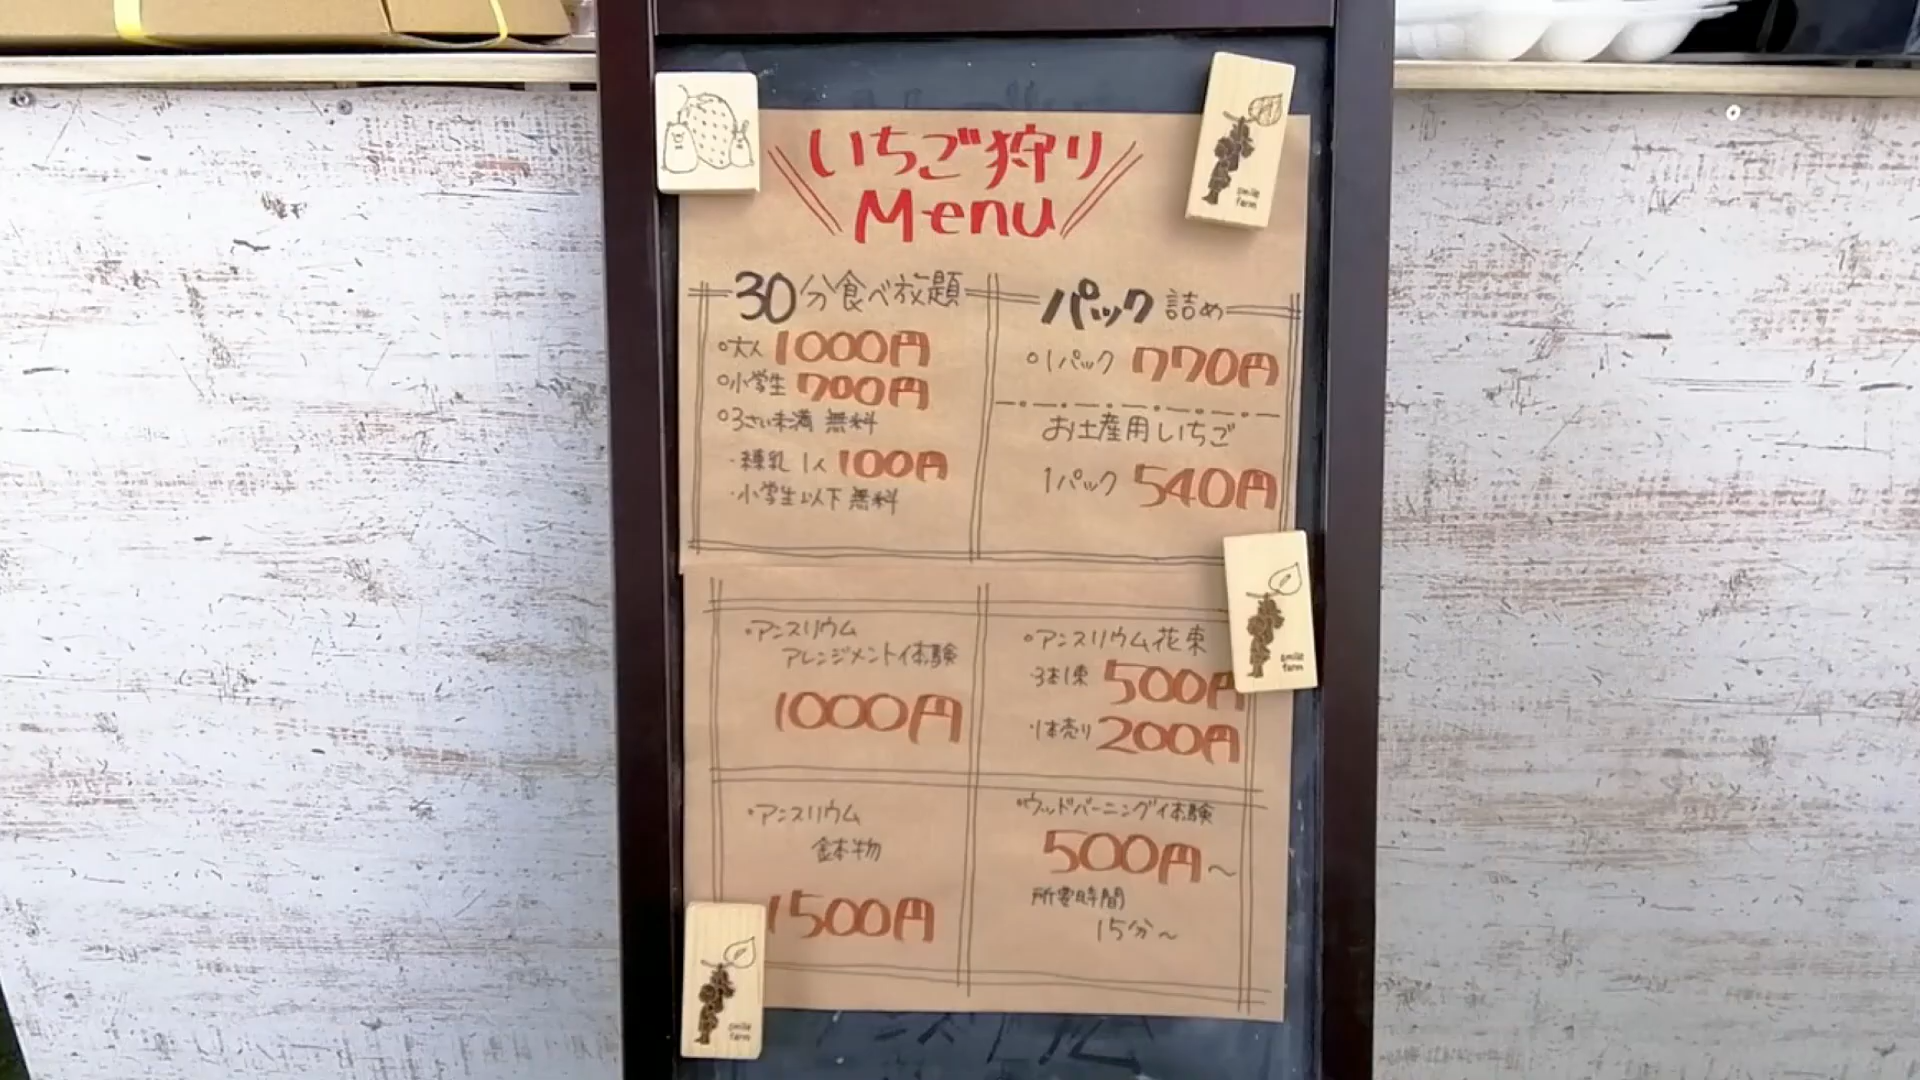 いちご狩り
Menu
30分食べ放題
○大人 1000円
○小学生 700円
○3さい未満 無料
・練乳 1人 100円
・小学生以下 無料
パック詰め
○1パック 770円
お土産用いちご
1パック 540円
・アンスリウム
アレンジメント体験
1000円
・アンスリウム花束
・3本1束 500円
・1本売り 200円
・アンスリウム
鉢物
1500円
・ウッドバーニング体験
500円～
所要時間
15分～
smile
farm
smile
farm
smile
farm